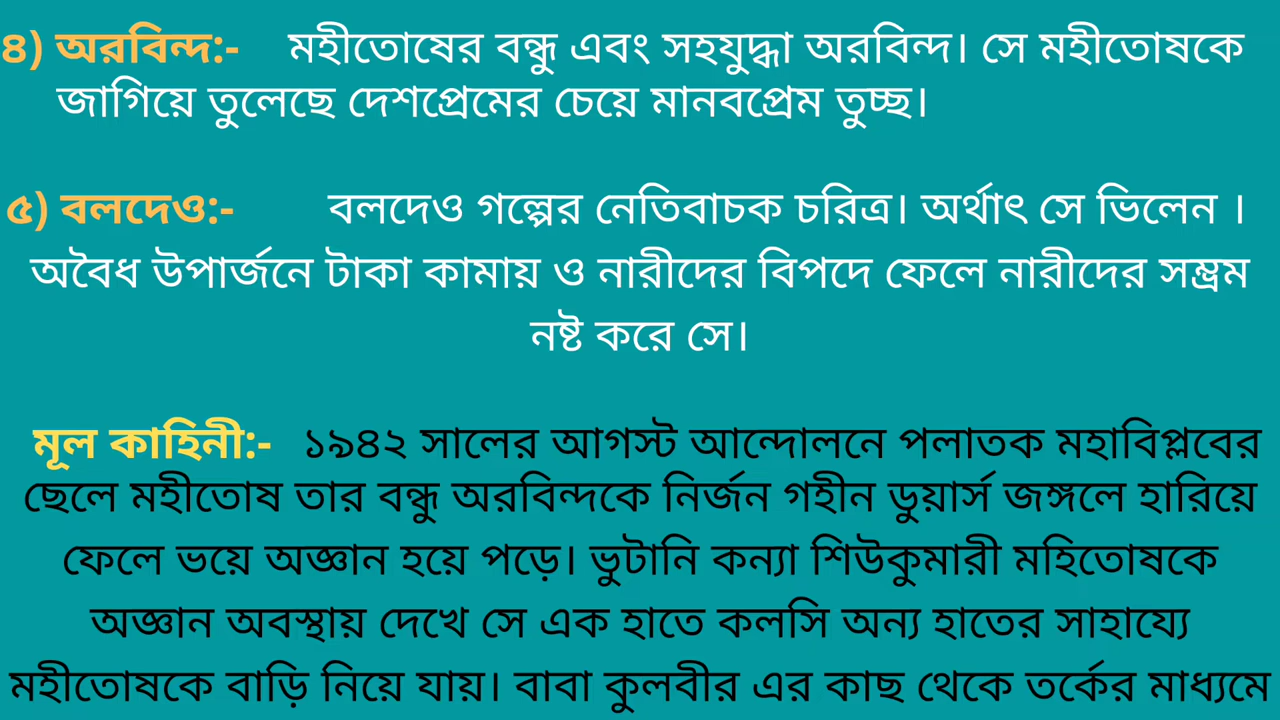 ৪) অরবিন্দ:- মহীতোষের বন্ধু এবং সহযুদ্ধা অরবিন্দ। সে মহীতোষকে
জাগিয়ে তুলেছে দেশপ্রেমের চেয়ে মানবপ্রেম তুচ্ছ।
৫) বলদেও:- বলদেও গল্পের নেতিবাচক চরিত্র। অর্থাৎ সে ভিলেন ।
অবৈধ উপার্জনে টাকা কামায় ও নারীদের বিপদে ফেলে নারীদের সম্ভ্রম
নষ্ট করে সে।
মূল কাহিনী:- ১৯৪২ সালের আগস্ট আন্দোলনে পলাতক মহাবিপ্লবের
ছেলে মহীতোষ তার বন্ধু অরবিন্দকে নির্জন গহীন ডুয়ার্স জঙ্গলে হারিয়ে
ফেলে ভয়ে অজ্ঞান হয়ে পড়ে। ভুটানি কন্যা শিউকুমারী মহিতোষকে
অজ্ঞান অবস্থায় দেখে সে এক হাতে কলসি অন্য হাতের সাহায্যে
মহীতোষকে বাড়ি নিয়ে যায়। বাবা কুলবীর এর কাছ থেকে তর্কের মাধ্যমে